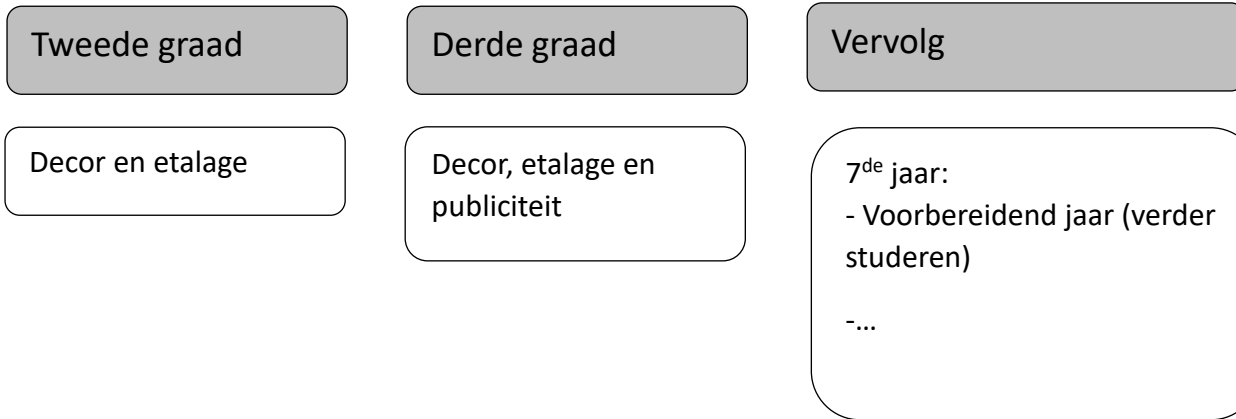 Tweede graad
Derde graad
Vervolg
Decor en etalage
Decor, etalage en
publiciteit
7de jaar:
- Voorbereidend jaar (verder
studeren)
-...